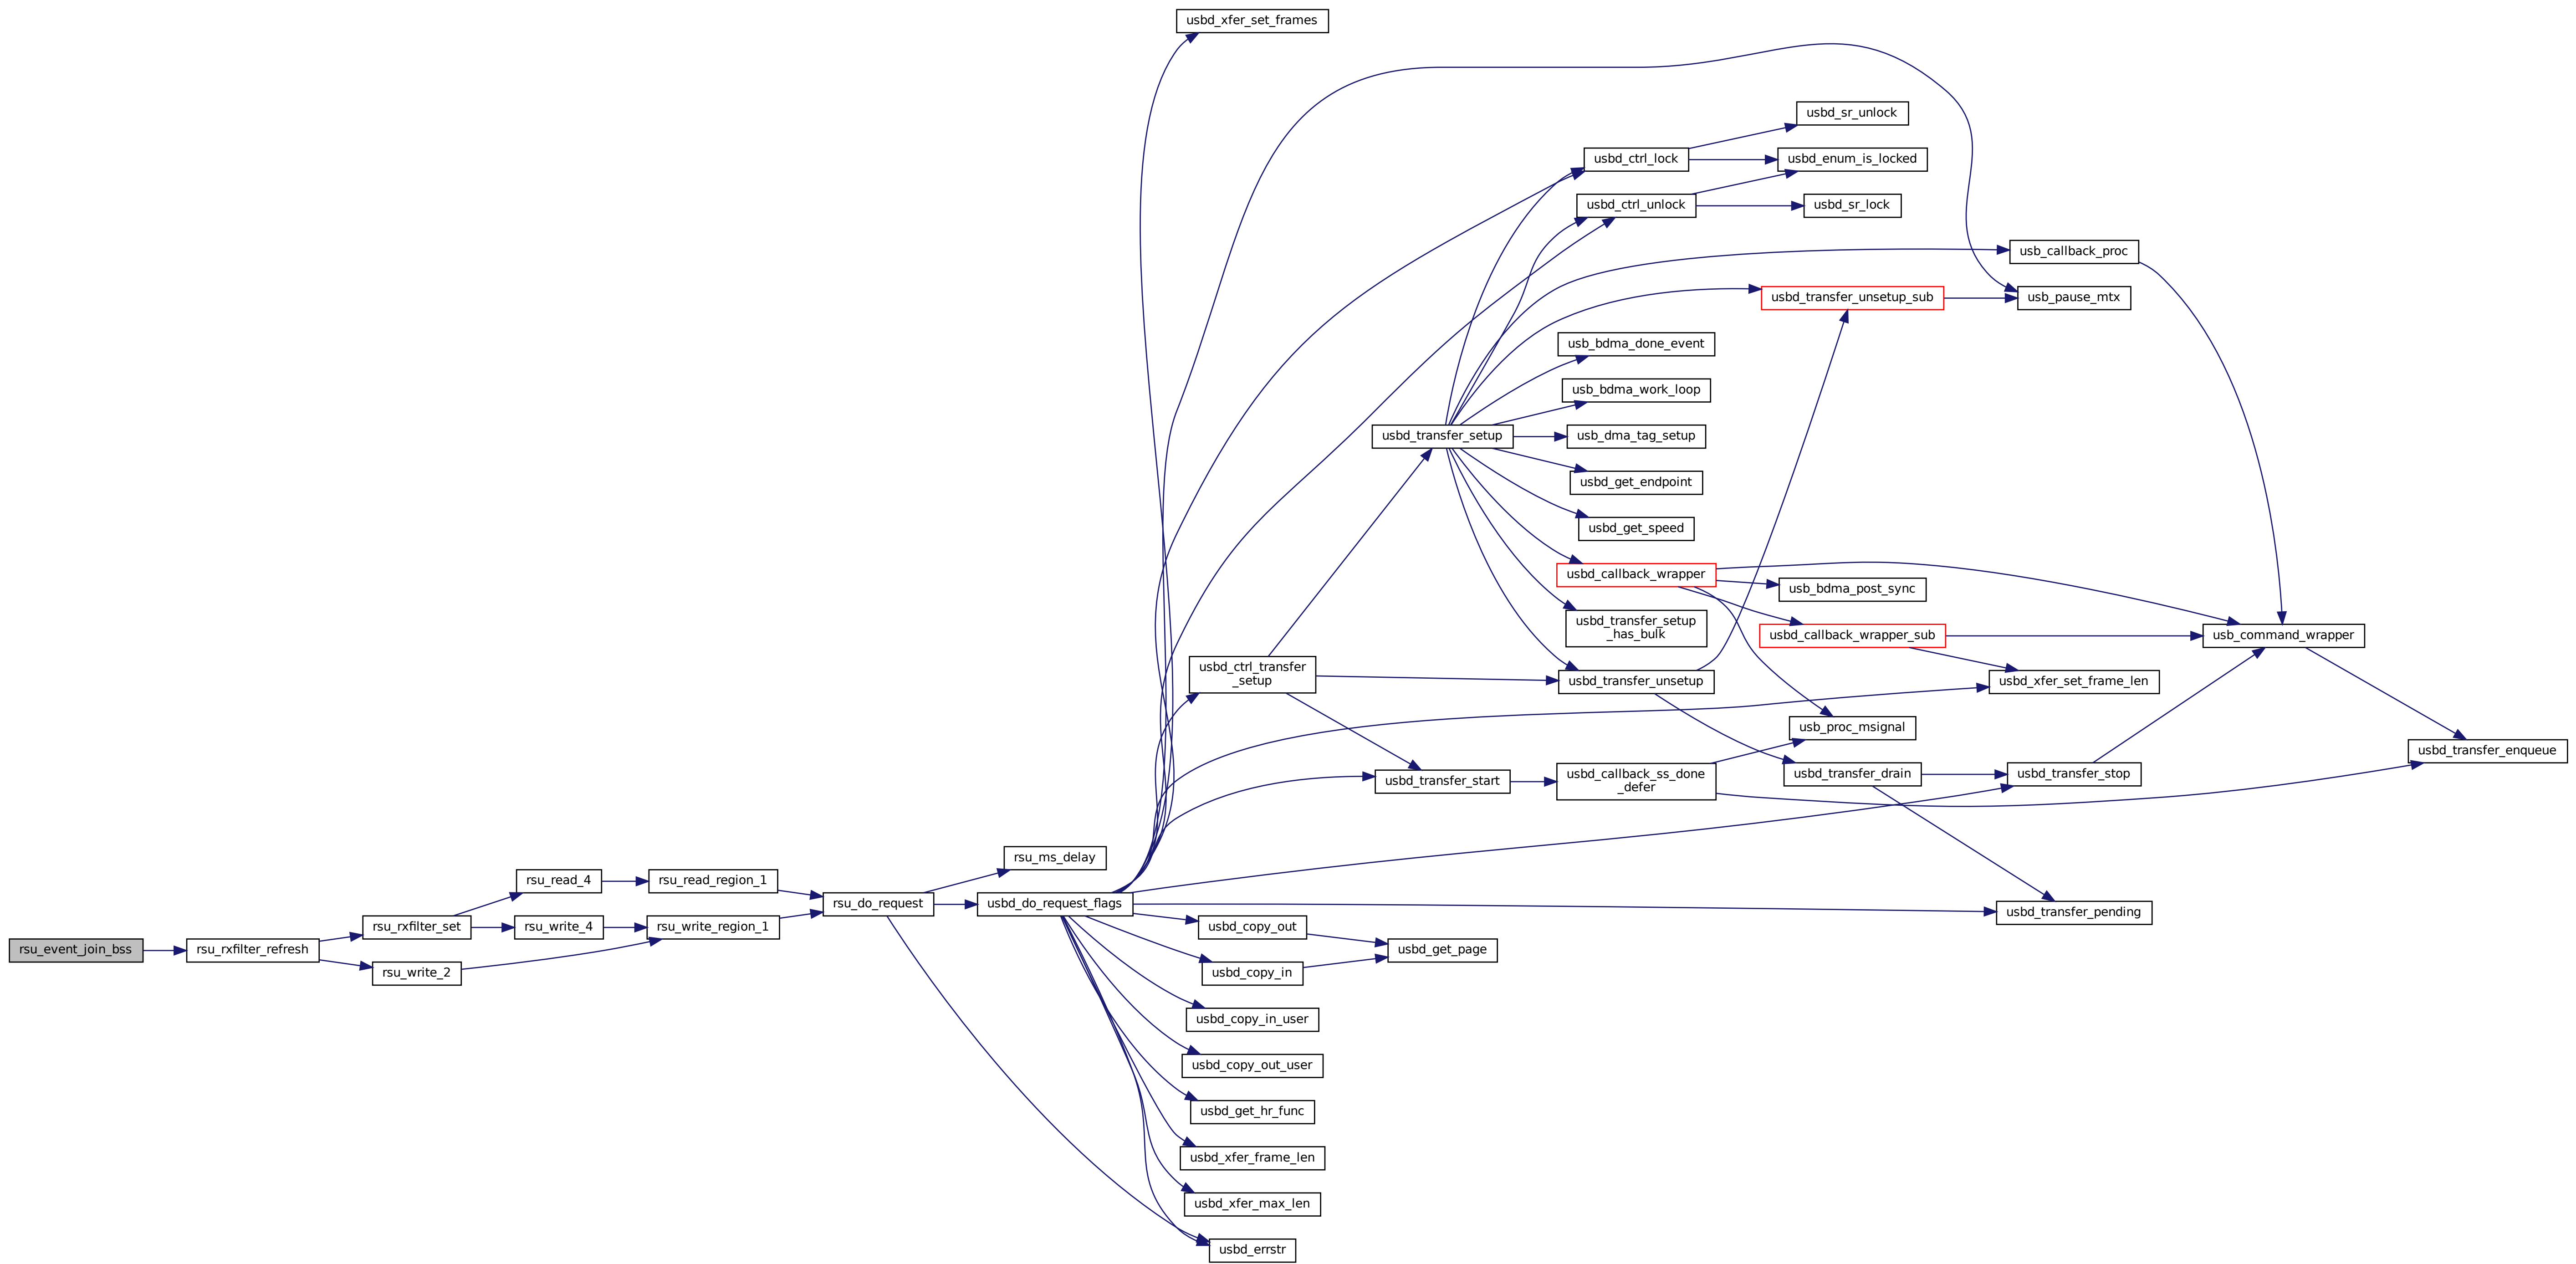 usbd_xfer_set_frames
usbd_sr_unlock
usbd_ctrl_lock
usbd_enum_is_locked
usbd_ctrl_unlock
usbd_sr_lock
usb_callback_proc
usbd_transfer_unsetup_sub
usb_pause_mtx
usb_bdma_done_event
usb_bdma_work_loop
usbd_transfer_setup
usb_dma_tag_setup
usbd_get_endpoint
usbd_get_speed
usbd_callback_wrapper
usb_bdma_post_sync
usbd_transfer_setup
_has_bulk
usbd_callback_wrapper_sub
usb_command_wrapper
usbd_ctrl_transfer
_setup
usbd_transfer_unsetup
usbd_xfer_set_frame_len
usb_proc_msignal
usbd_transfer_enqueue
usbd_transfer_start
usbd_callback_ss_done
_defer
usbd_transfer_drain
usbd_transfer_stop
rsu_ms_delay
rsu_read_4
rsu_read_region_1
rsu_do_request
usbd_do_request_flags
usbd_transfer_pending
rsu_rxfilter_set
rsu_write_4
rsu_write_region_1
usbd_copy_out
rsu_event_join_bss
rsu_rxfilter_refresh
usbd_get_page
rsu_write_2
usbd_copy_in
usbd_copy_in_user
usbd_copy_out_user
usbd_get_hr_func
usbd_xfer_frame_len
usbd_xfer_max_len
usbd_errstr